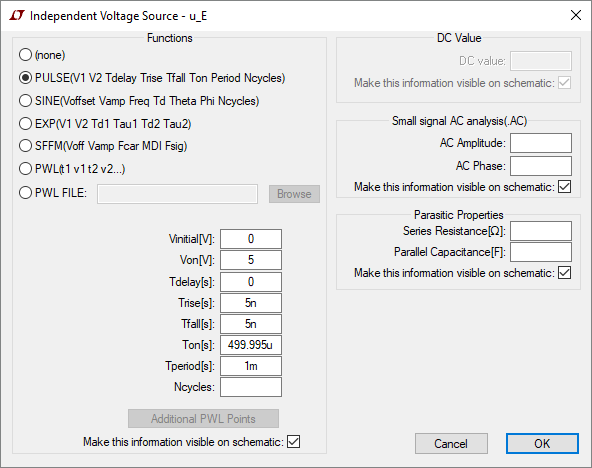 Independent Voltage Source - u_E
Functions
(none)
PULSE(V1 V2 Tdelay Trise Tfall Ton Period Ncycles)
SINE(Voffset Vamp Freq Td Theta Phi Ncycles)
EXP(V1 V2 Td1 Tau1 Td2 Tau2)
SFFM(Voff Vamp Fcar MDI Fsig)
PWL(t1 v1 t2 v2...)
PWL FILE:
Browse
Vinitial[V]: 0
Von[V]: 5
Tdelay[s]: 0
Trise[s]: 5n
Tfall[s]: 5n
Ton[s]: 499.995u
Tperiod[s]: 1m
Ncycles:
Additional PWL Points
Make this information visible on schematic:
DC Value
DC value:
Make this information visible on schematic:
Small signal AC analysis(.AC)
AC Amplitude:
AC Phase:
Make this information visible on schematic:
Parasitic Properties
Series Resistance[Ω]:
Parallel Capacitance[F]:
Make this information visible on schematic:
Cancel
OK